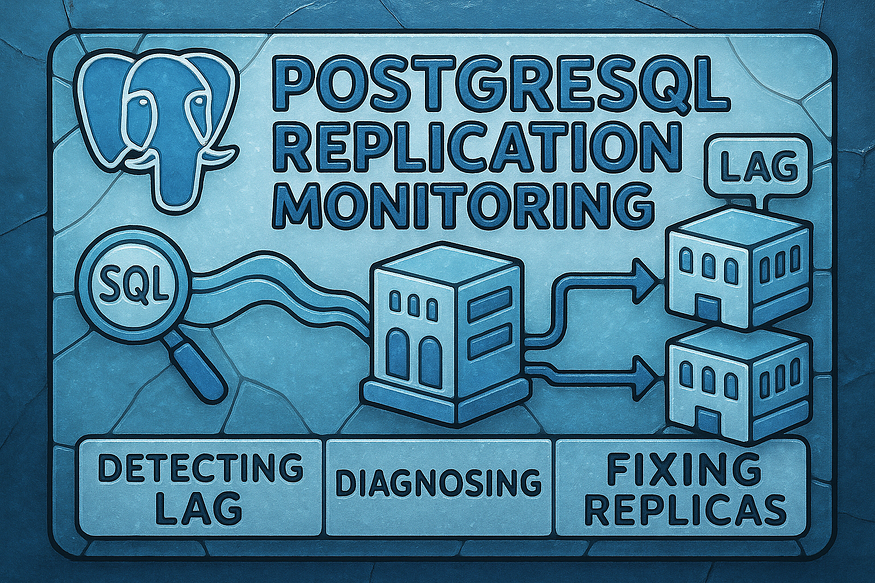 POSTGRESQL
REPLICATION
MONITORING
LAG
SQL
DETECTING
LAG
DIAGNOSING
FIXING
REPLICAS